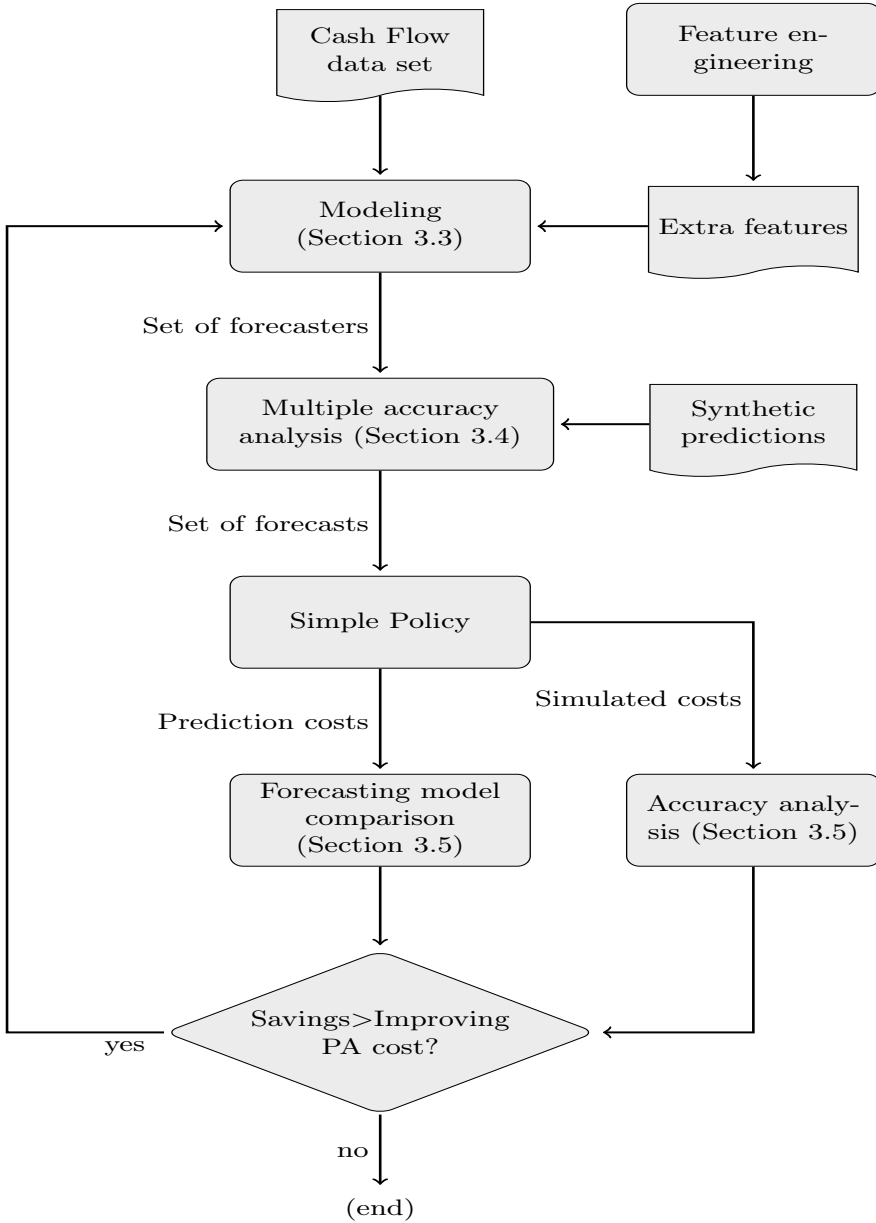 Cash Flow
data set
Feature en-
gineering
Modeling
(Section 3.3)
Extra features
Set of forecasters
Multiple accuracy
analysis (Section 3.4)
Synthetic
predictions
Set of forecasts
Simple Policy
Prediction costs
Simulated costs
Forecasting model
comparison
(Section 3.5)
Accuracy analy-
sis (Section 3.5)
Savings>Improving
PA cost?
yes
no
(end)